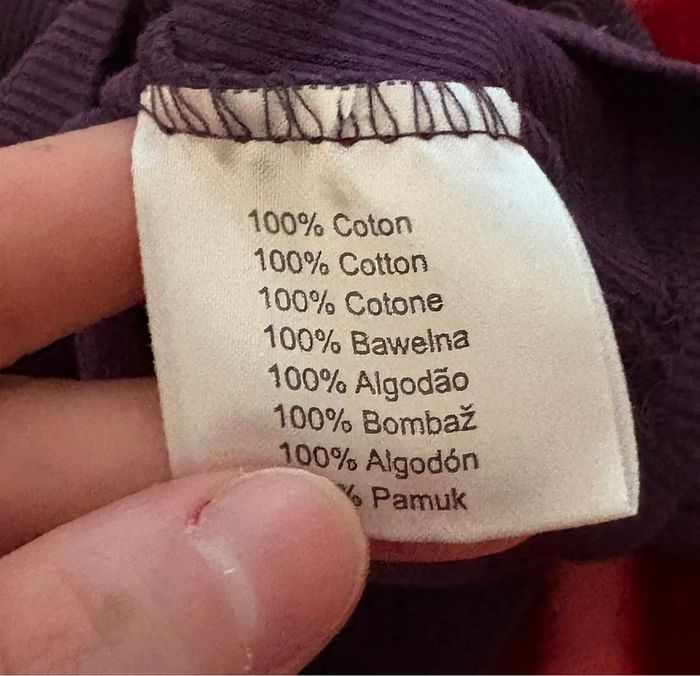 100% Coton
100% Cotton
100% Cotone
100% Bawelna
100% Algodão
100% Bombaž
100% Algodón
% Pamuk